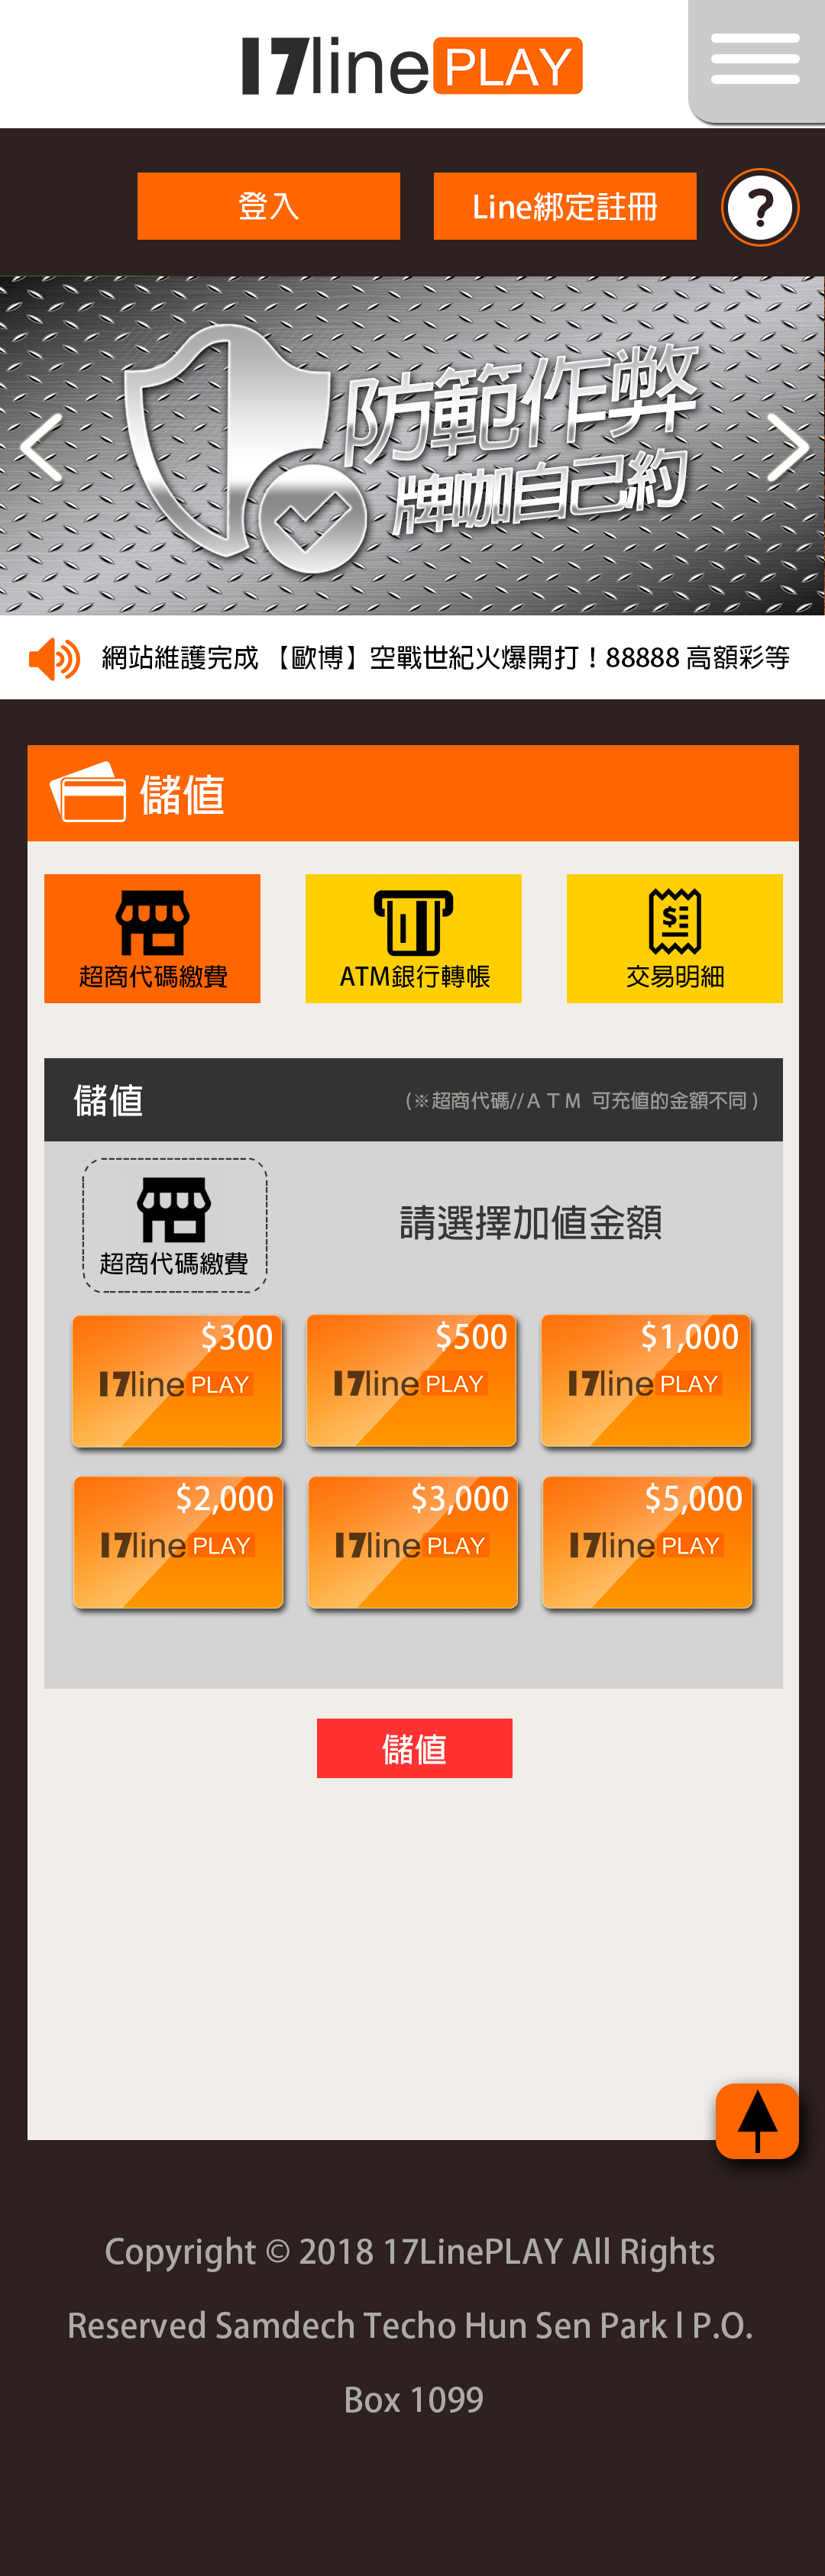 17line PLAY
登入
Line綁定註冊
?
防範作弊
牌咖自己約
網站維護完成 【歐博】空戰世紀火爆開打！88888 高額彩等
儲值
超商代碼繳費
ATM銀行轉帳
交易明細
儲值
(※超商代碼//ＡＴＭ 可充值的金額不同)
超商代碼繳費
請選擇加值金額
$300
17line PLAY
$500
17line PLAY
$1,000
17line PLAY
$2,000
17line PLAY
$3,000
17line PLAY
$5,000
17line PLAY
儲值
Copyright © 2018 17LinePLAY All Rights
Reserved Samdech Techo Hun Sen Park l P.O.
Box 1099